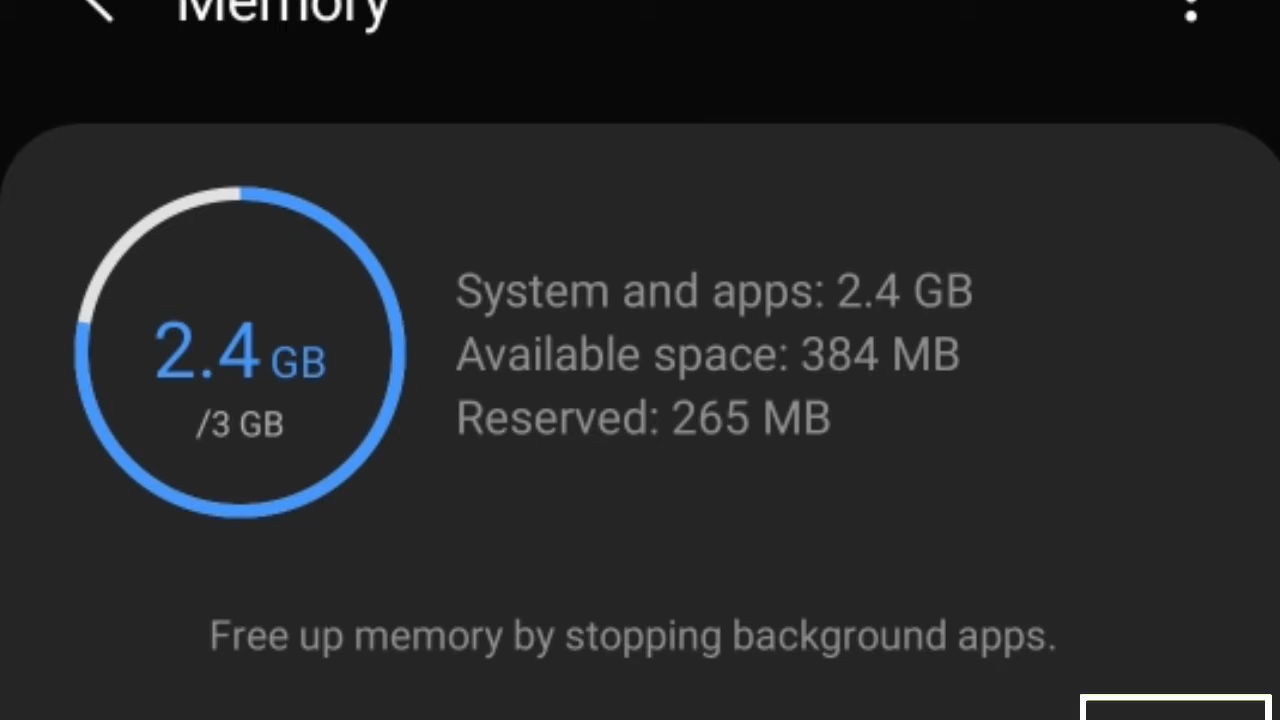 Memory
2.4 GB
/3 GB
System and apps: 2.4 GB
Available space: 384 MB
Reserved: 265 MB
Free up memory by stopping background apps.